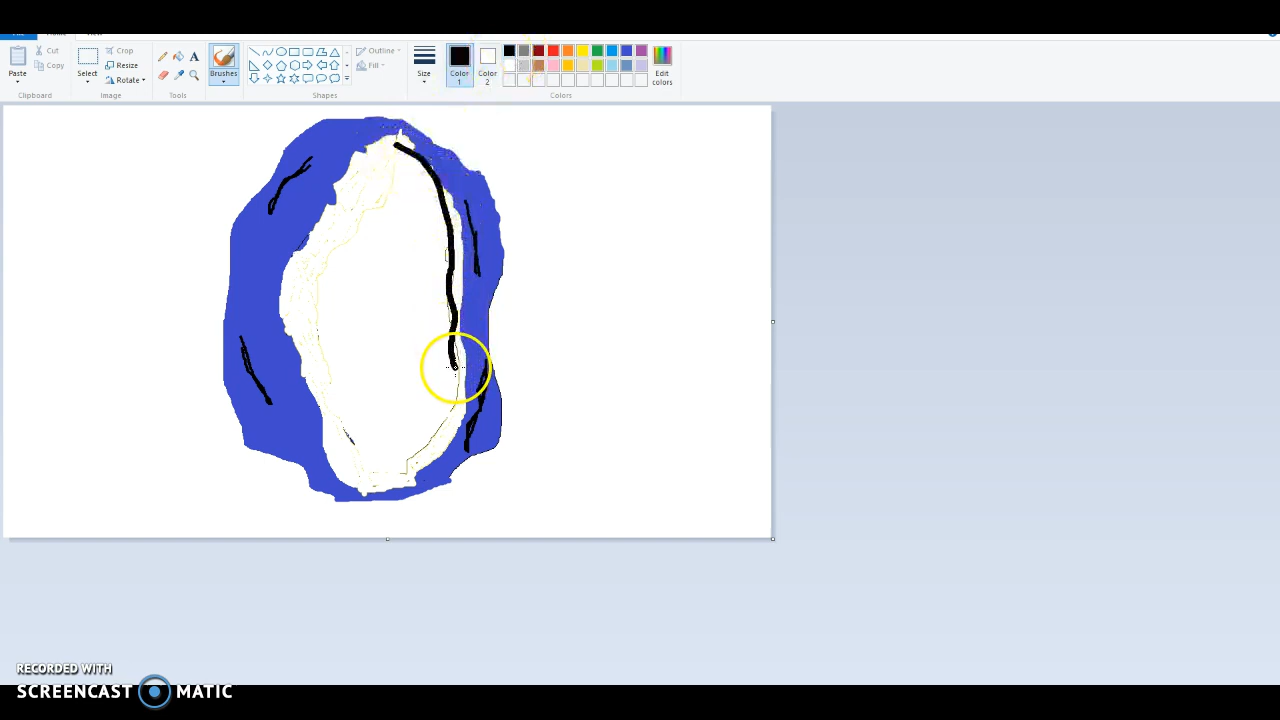 Cut
Copy
Paste
Clipboard
Crop
Resize
Rotate
Select
Image
Tools
Brushes
Outline
Fill
Shapes
Size
Color
1
Color
2
Edit
colors
Colors
RECORDED WITH
SCREENCAST MATIC